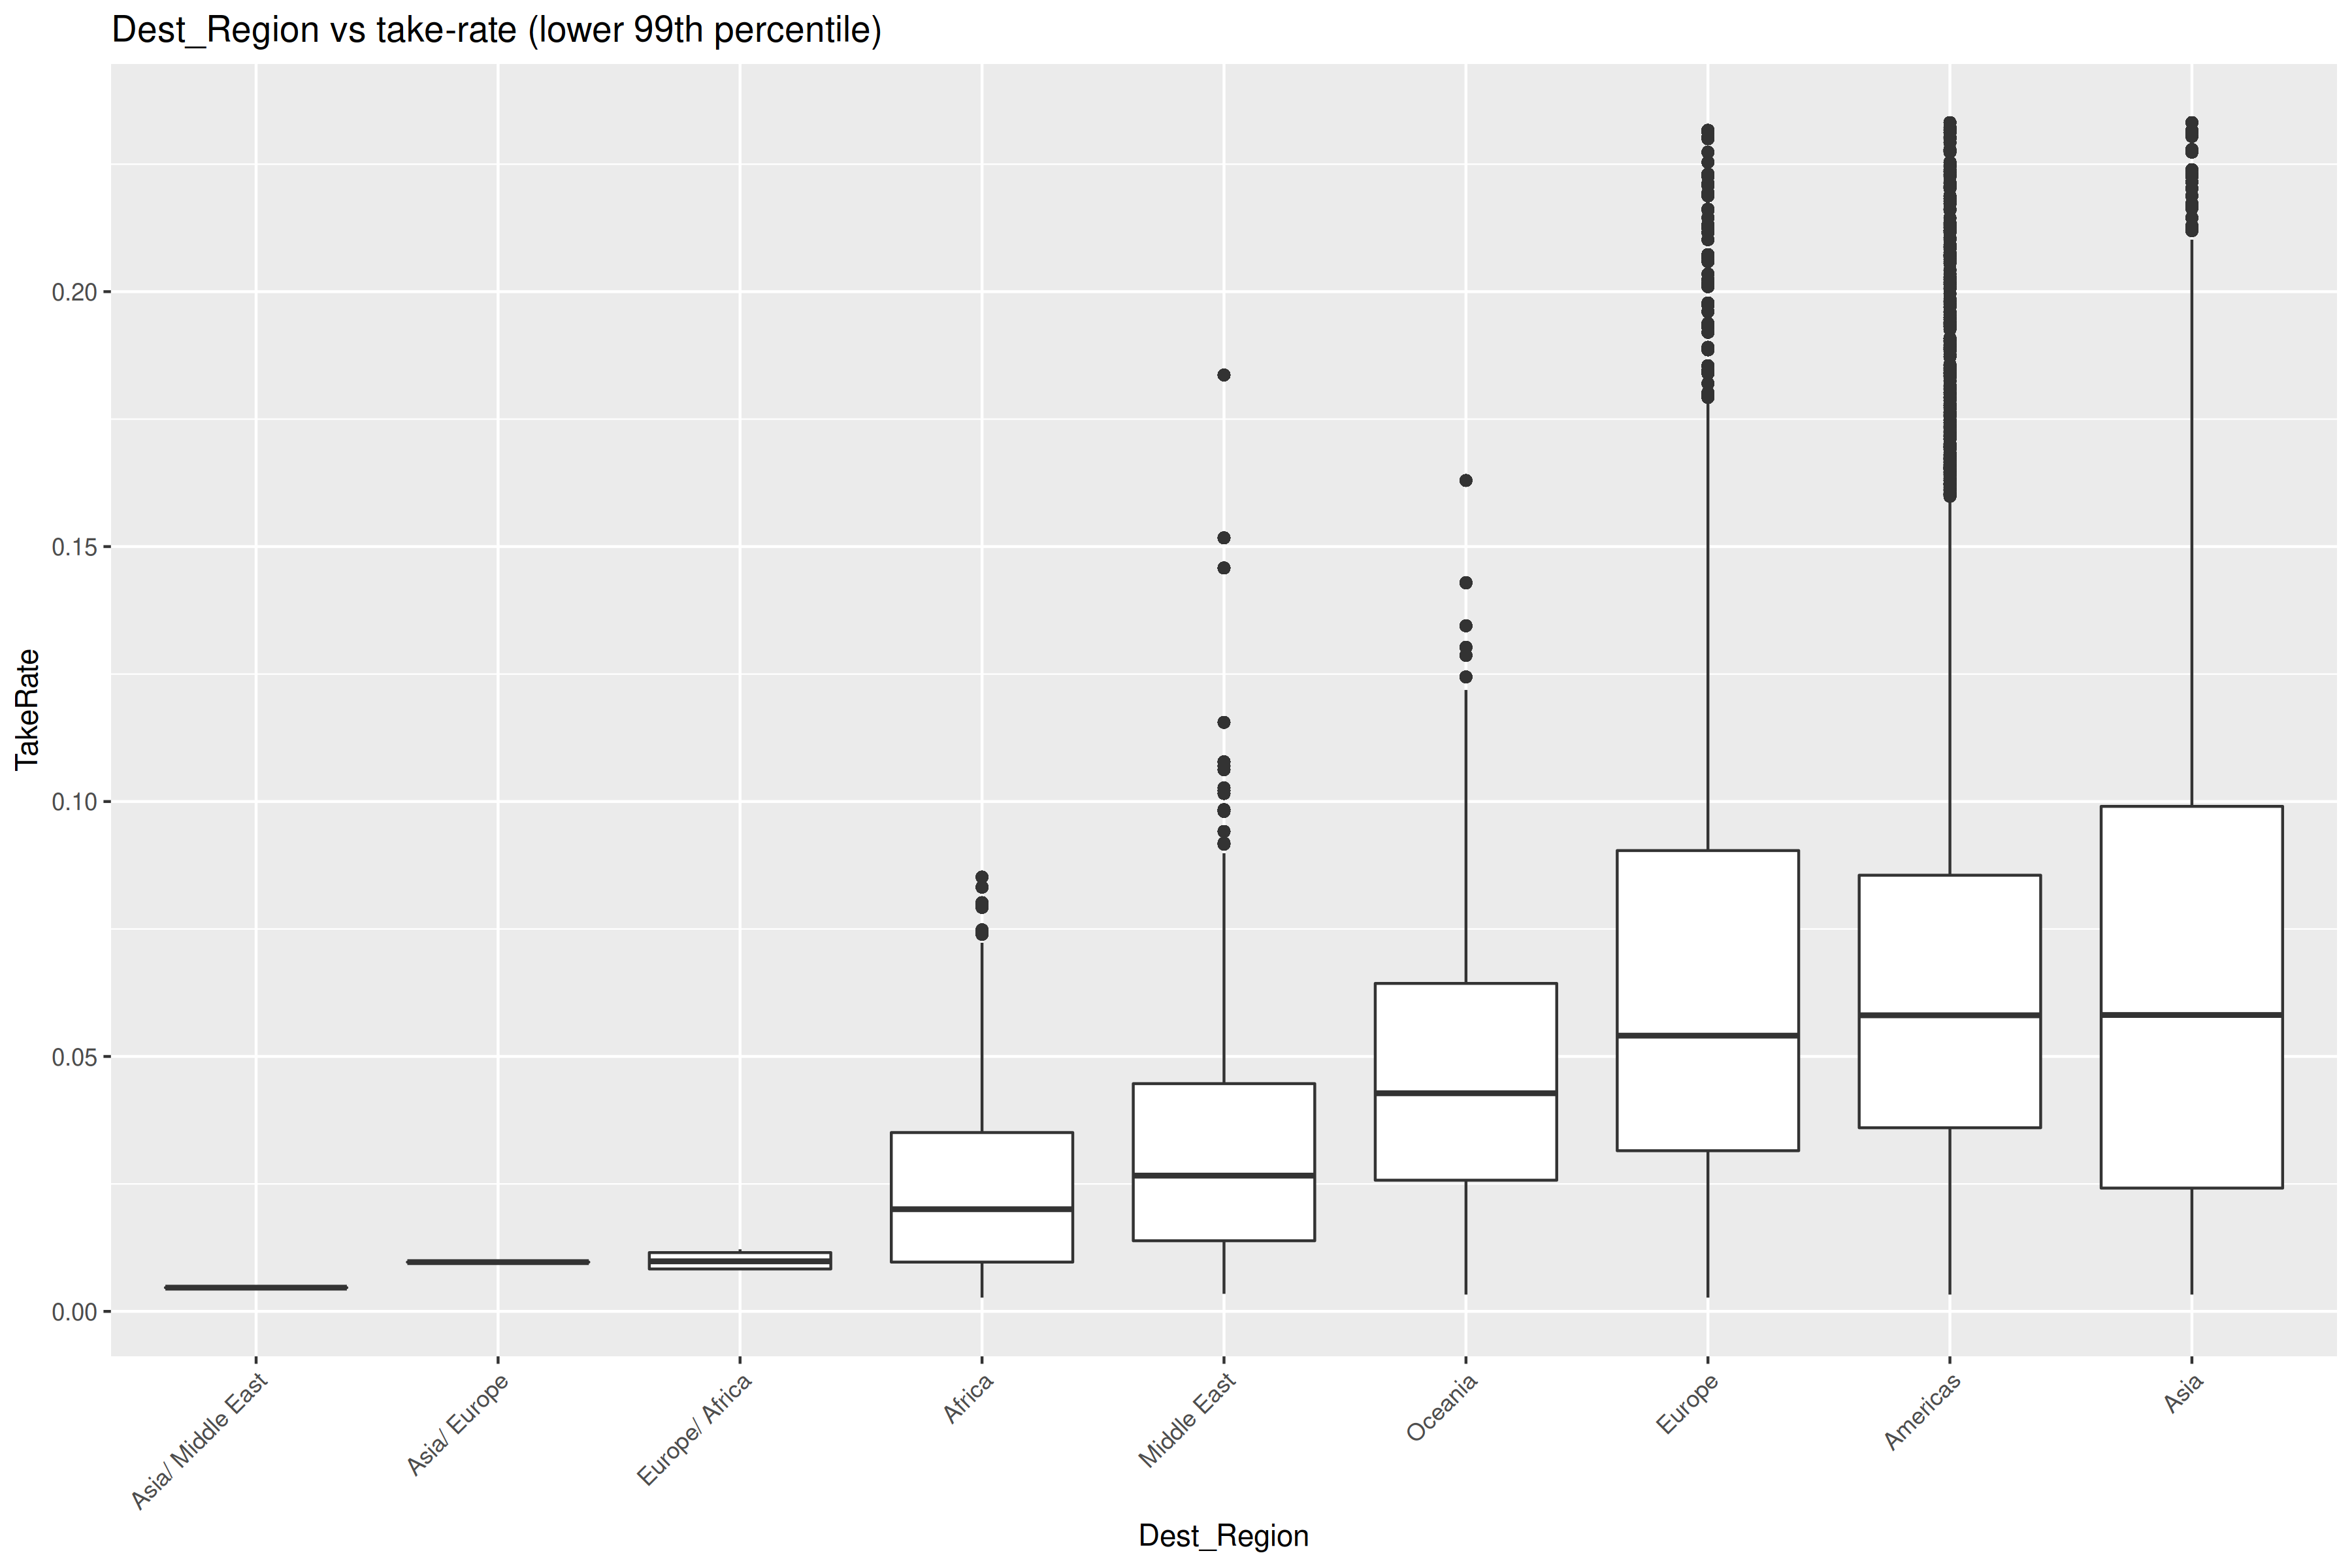 Dest_Region vs take-rate (lower 99th percentile)
TakeRate
0.20
0.15
0.10
0.05
0.00
Asia/ Middle East
Asia/ Europe
Europe/ Africa
Africa
Middle East
Oceania
Europe
Americas
Asia
Dest_Region